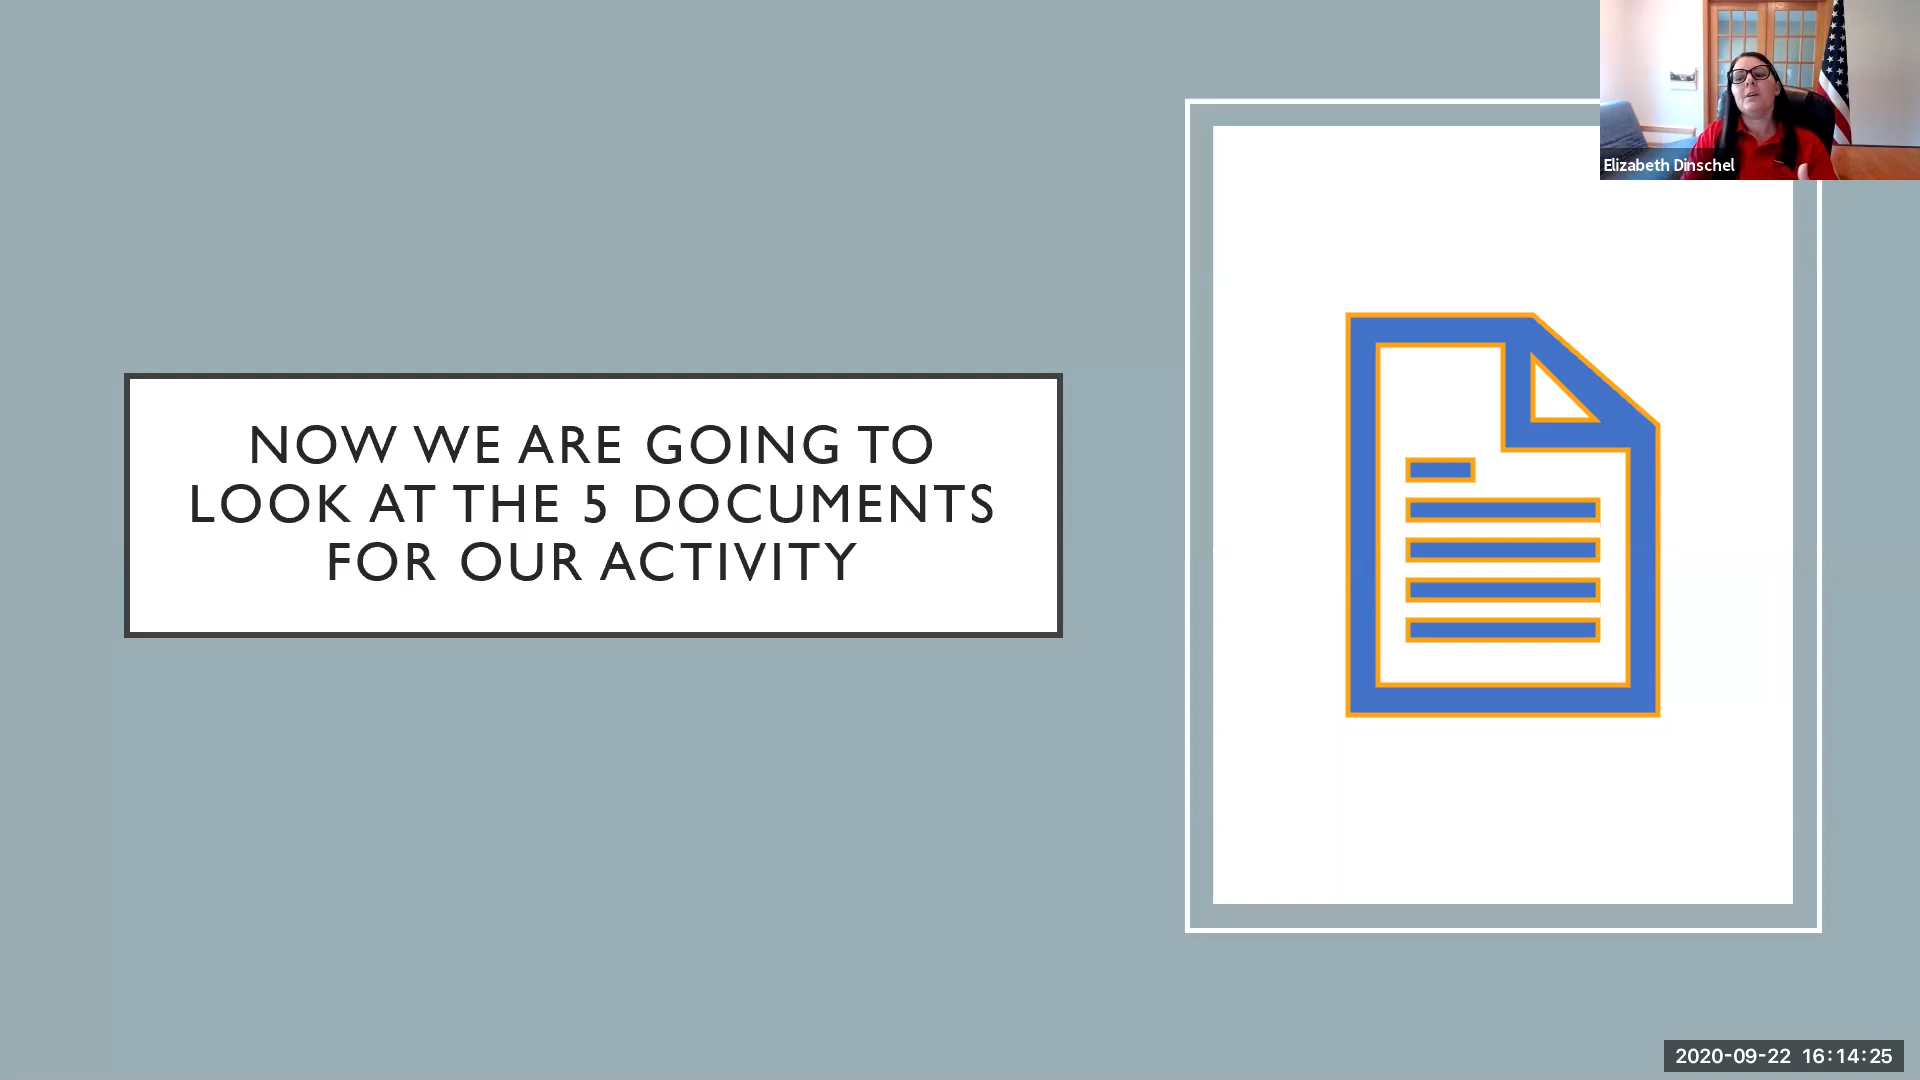 Elizabeth Dinschel
NOW WE ARE GOING TO
LOOK AT THE 5 DOCUMENTS
FOR OUR ACTIVITY
2020-09-22 16:14:25